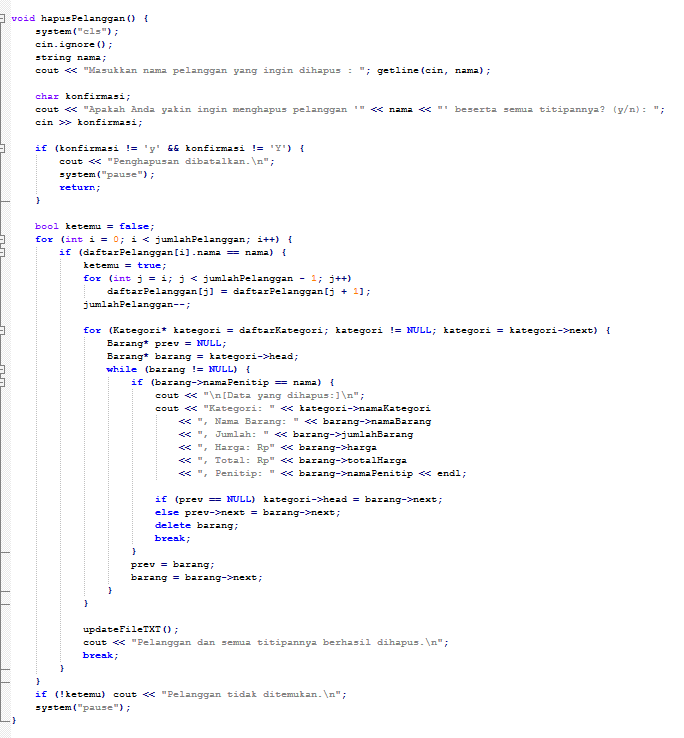 void hapusPelanggan() {
    system("cls");
    cin.ignore();
    string nama;
    cout << "Masukkan nama pelanggan yang ingin dihapus : "; getline(cin, nama);

    char konfirmasi;
    cout << "Apakah Anda yakin ingin menghapus pelanggan '" << nama << "' beserta semua titipannya? (y/n): ";
    cin >> konfirmasi;

    if (konfirmasi != 'y' && konfirmasi != 'Y') {
        cout << "Penghapusan dibatalkan.\n";
        system("pause");
        return;
    }

    bool ketemu = false;
    for (int i = 0; i < jumlahPelanggan; i++) {
        if (daftarPelanggan[i].nama == nama) {
            ketemu = true;
            for (int j = i; j < jumlahPelanggan - 1; j++)
                daftarPelanggan[j] = daftarPelanggan[j + 1];
            jumlahPelanggan--;

            for (Kategori* kategori = daftarKategori; kategori != NULL; kategori = kategori->next) {
                Barang* prev = NULL;
                Barang* barang = kategori->head;
                while (barang != NULL) {
                    if (barang->namaPenitip == nama) {
                        cout << "\n[Data yang dihapus:]\n";
                        cout << "Kategori: " << kategori->namaKategori
                            << ", Nama Barang: " << barang->namaBarang
                            << ", Jumlah: " << barang->jumlahBarang
                            << ", Harga: Rp" << barang->harga
                            << ", Total: Rp" << barang->totalHarga
                            << ", Penitip: " << barang->namaPenitip << endl;

                        if (prev == NULL) kategori->head = barang->next;
                        else prev->next = barang->next;
                        delete barang;
                        break;
                    }
                    prev = barang;
                    barang = barang->next;
                }
            }

            updateFileTXT();
            cout << "Pelanggan dan semua titipannya berhasil dihapus.\n";
            break;
        }
    }
    if (!ketemu) cout << "Pelanggan tidak ditemukan.\n";
    system("pause");
}